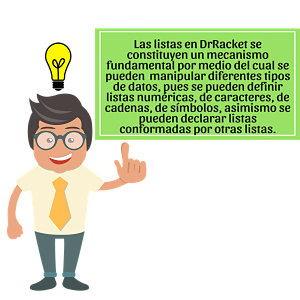 Las listas en DrRacket se
constituyen un mecanismo
fundamental por medio del cual se
pueden manipular diferentes tipos
de datos, pues se pueden definir
listas numéricas, de caracteres, de
cadenas, de símbolos, asimismo se
pueden declarar listas
conformadas por otras listas.